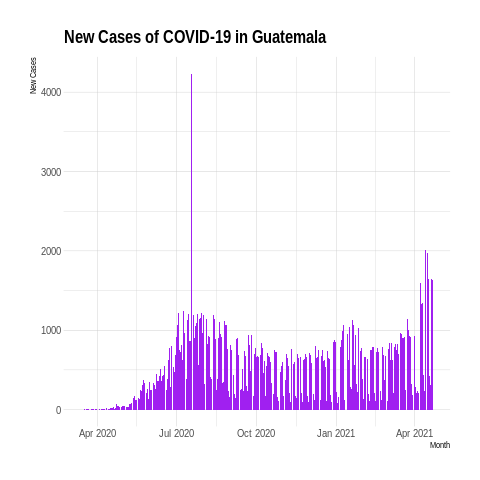 New Cases of COVID-19 in Guatemala
New Cases
4000
3000
2000
1000
0
Apr 2020 Jul 2020 Oct 2020 Jan 2021 Apr 2021
Month